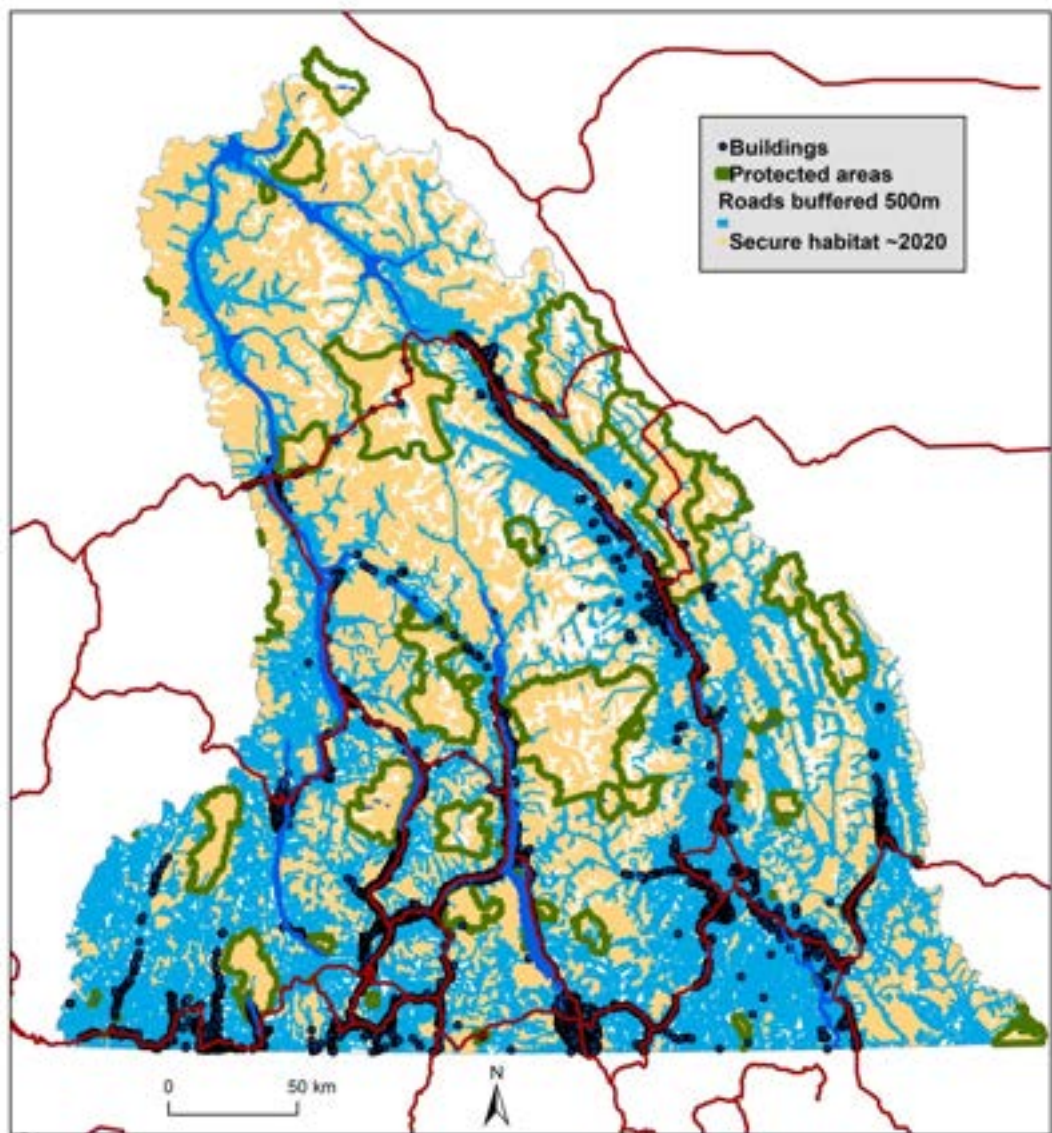 Buildings
Protected areas
Roads buffered 500m
Secure habitat ~2020
0 50 km
N